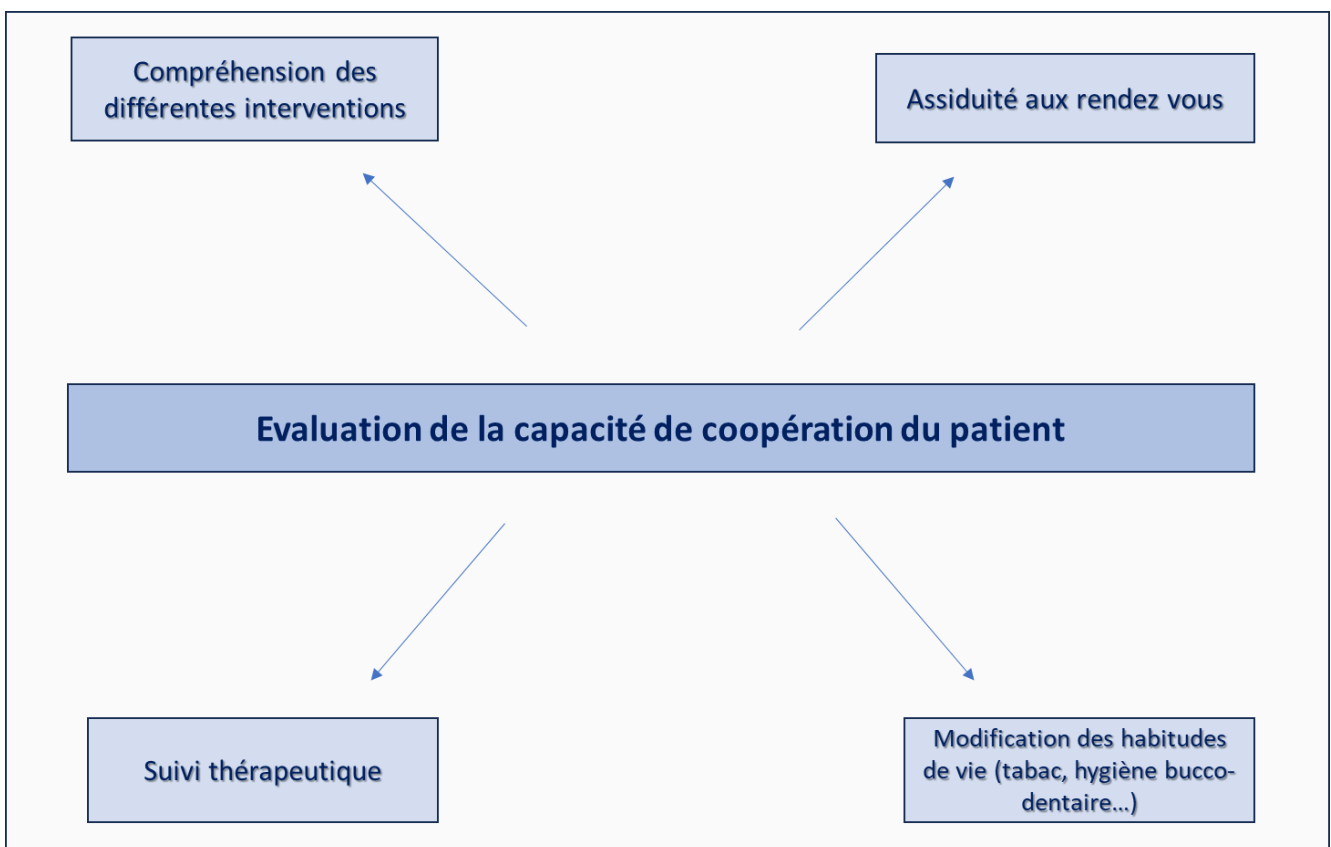 Compréhension des
différentes interventions
Assiduité aux rendez vous
Evaluation de la capacité de coopération du patient
Suivi thérapeutique
Modification des habitudes
de vie (tabac, hygiène bucco-
dentaire…)